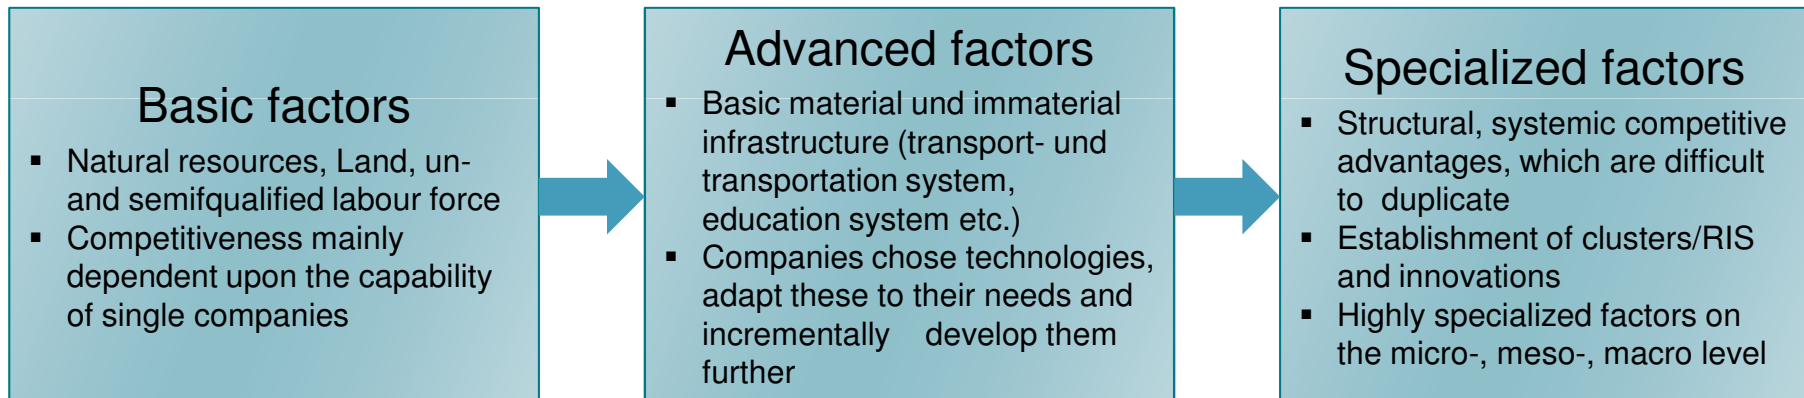 Basic factors
▪ Natural resources, Land, un-
and semifqualified labour force
▪ Competitiveness mainly
dependent upon the capability
of single companies
Advanced factors
▪ Basic material und immaterial
infrastructure (transport- und
transportation system,
education system etc.)
▪ Companies chose technologies,
adapt these to their needs and
incrementally develop them
further
Specialized factors
▪ Structural, systemic competitive
advantages, which are difficult
to duplicate
▪ Establishment of clusters/RIS
and innovations
▪ Highly specialized factors on
the micro-, meso-, macro level